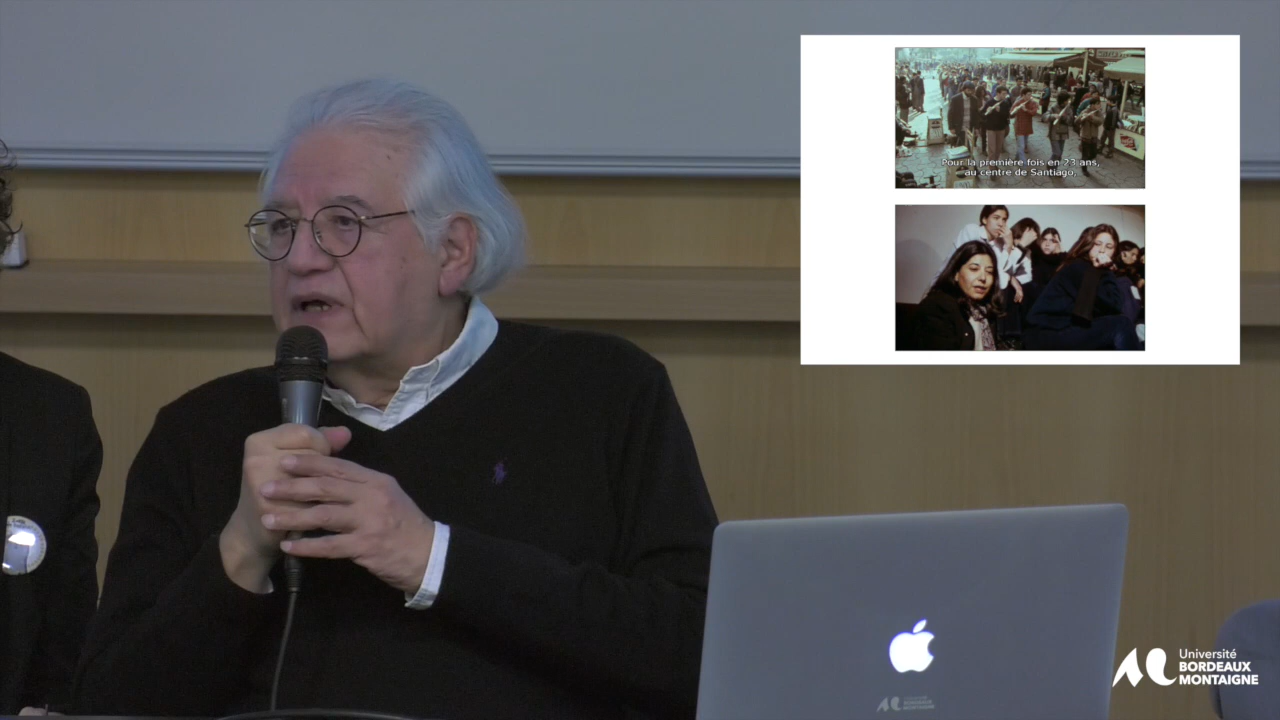 Pour la première fois en 23 ans,
au centre de Santiago,
Université
BORDEAUX
MONTAIGNE